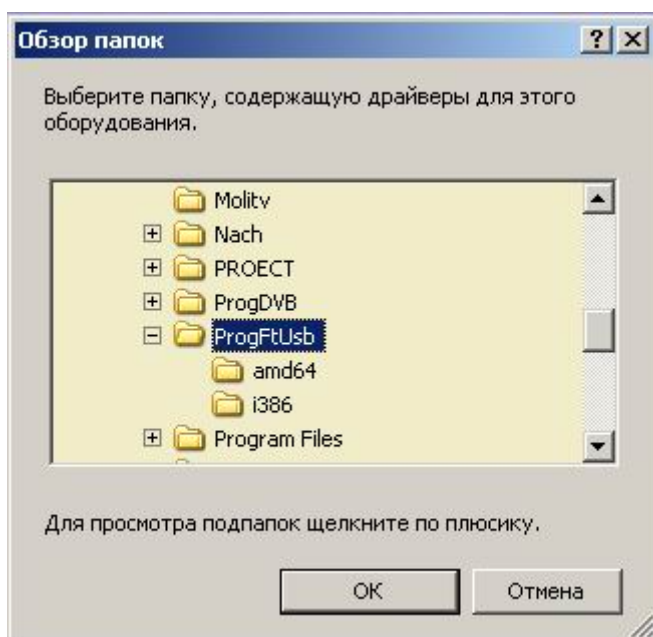 Обзор папок
Выберите папку, содержащую драйверы для этого
оборудования.
Molitv
Nach
PROECT
ProgDVB
ProgFtUsb
amd64
i386
Program Files
Для просмотра подпапок щелкните по плюсику.
ОК
Отмена